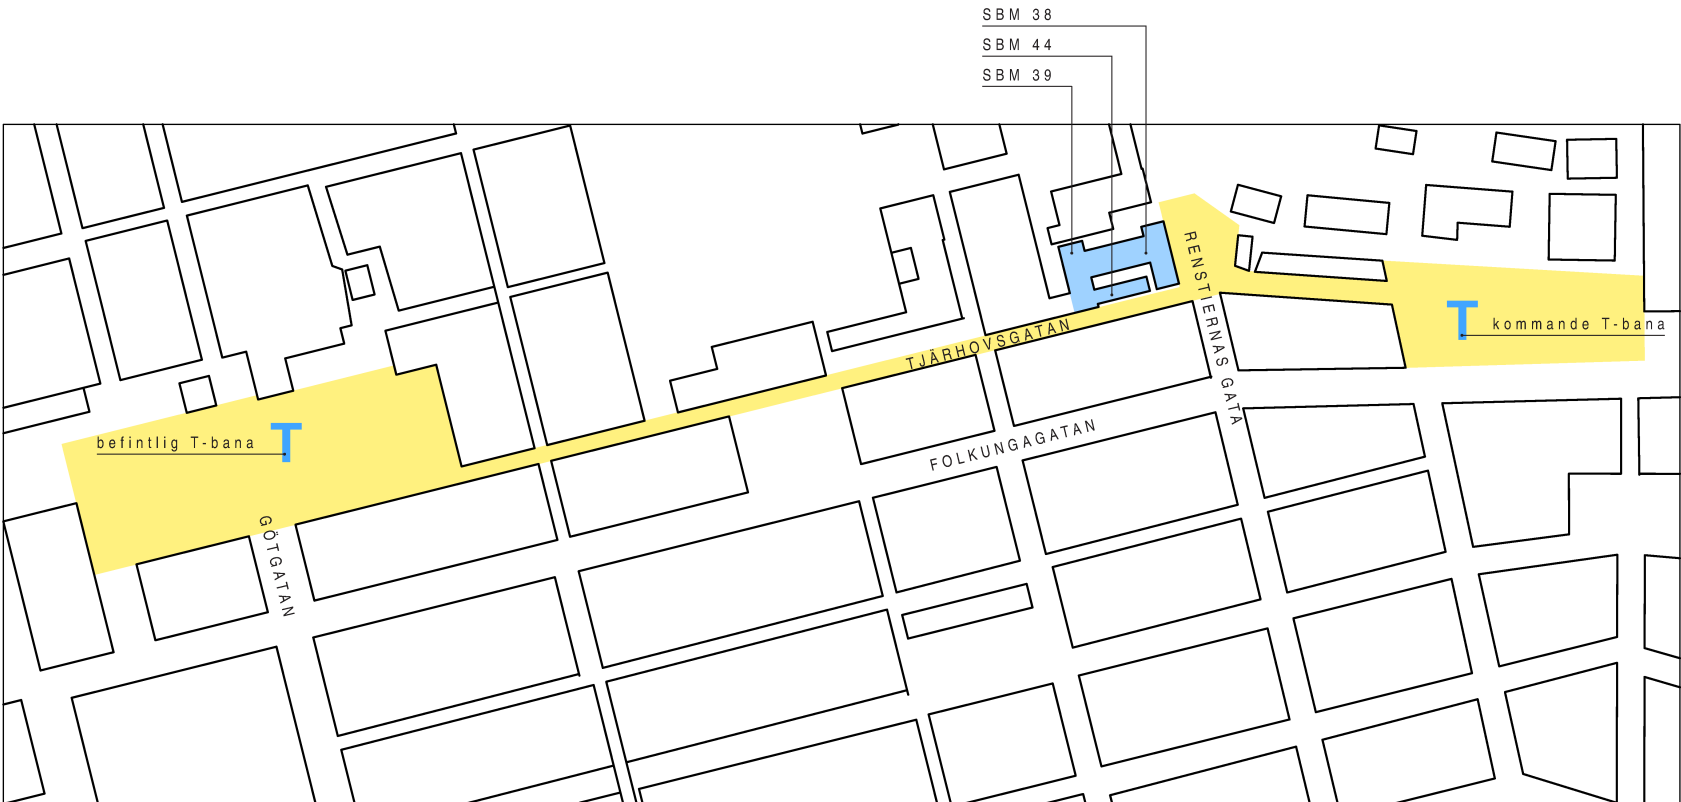 SBM 38
SBM 44
SBM 39
RENSTIERNAS GATA
TJÄRHOVSGATAN
T
kommande T-bana
befintlig T-bana
T
FOLKUNGAGATAN
GÖTGATAN